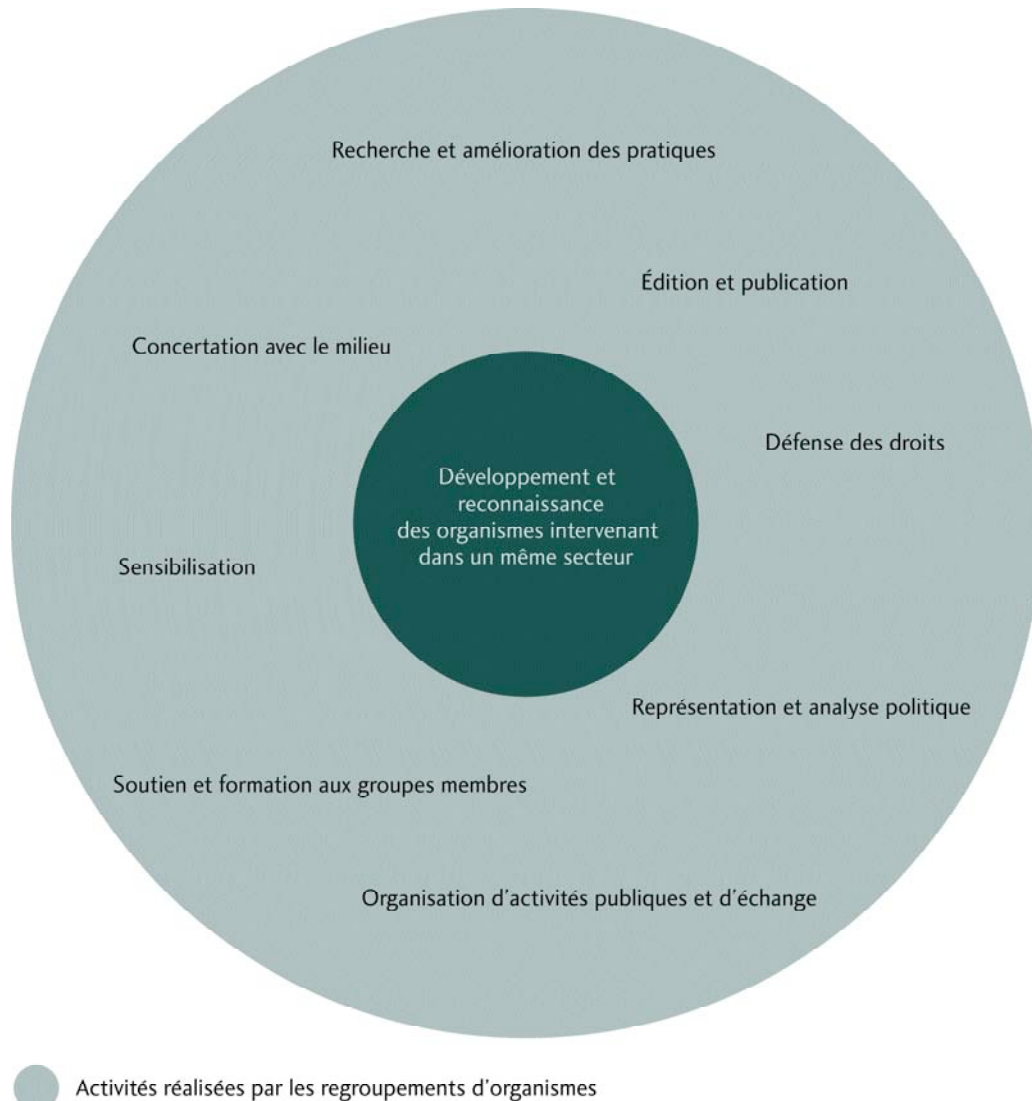 Recherche et amélioration des pratiques
Édition et publication
Concertation avec le milieu
Défense des droits
Développement et
reconnaissance
des organismes intervenant
dans un même secteur
Sensibilisation
Représentation et analyse politique
Soutien et formation aux groupes membres
Organisation d'activités publiques et d'échange
Activités réalisées par les regroupements d'organismes